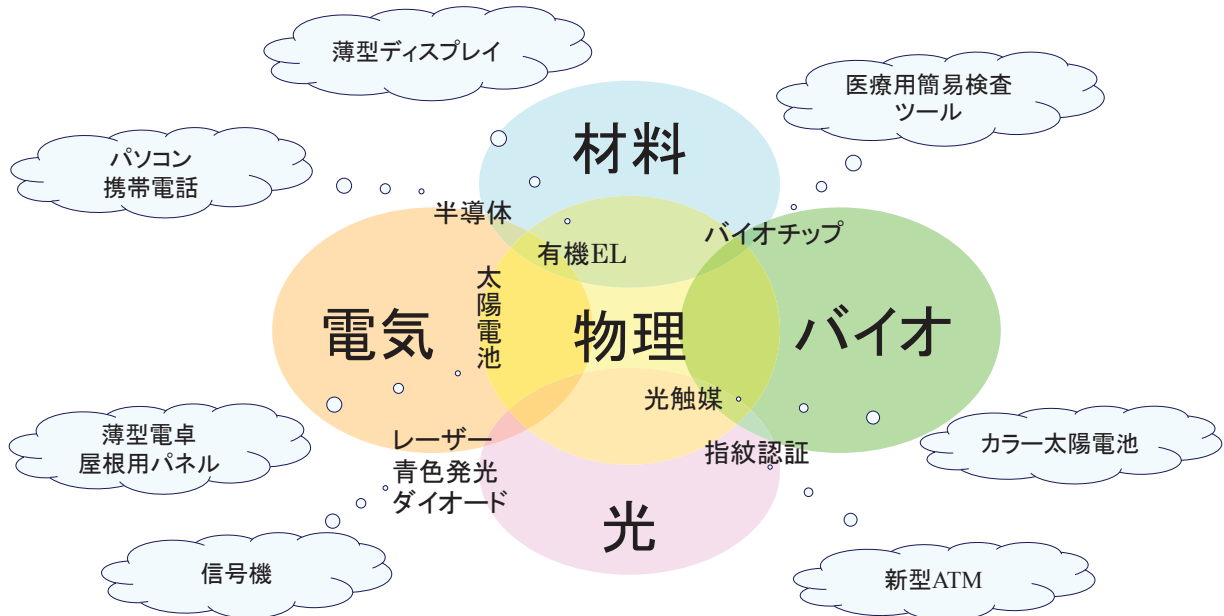 薄型ディスプレイ
医療用簡易検査
ツール
材料
パソコン
携帯電話
半導体
バイオチップ
有機EL
太陽電池
電気
物理
バイオ
光触媒
薄型電卓
屋根用パネル
レーザー
青色発光
ダイオード
指紋認証
カラー太陽電池
光
信号機
新型ATM